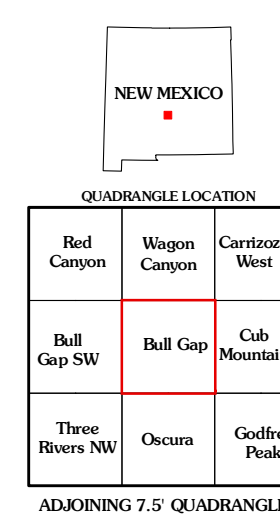 NEW MEXICO
QUADRANGLE LOCATION
Red
Canyon
Wagon
Canyon
Carrizoz
West
Bull
Gap SW
Bull Gap
Cub
Mountai
Three
Rivers NW
Oscura
Godfre
Peak
ADJOINING 7.5' QUADRANGLE